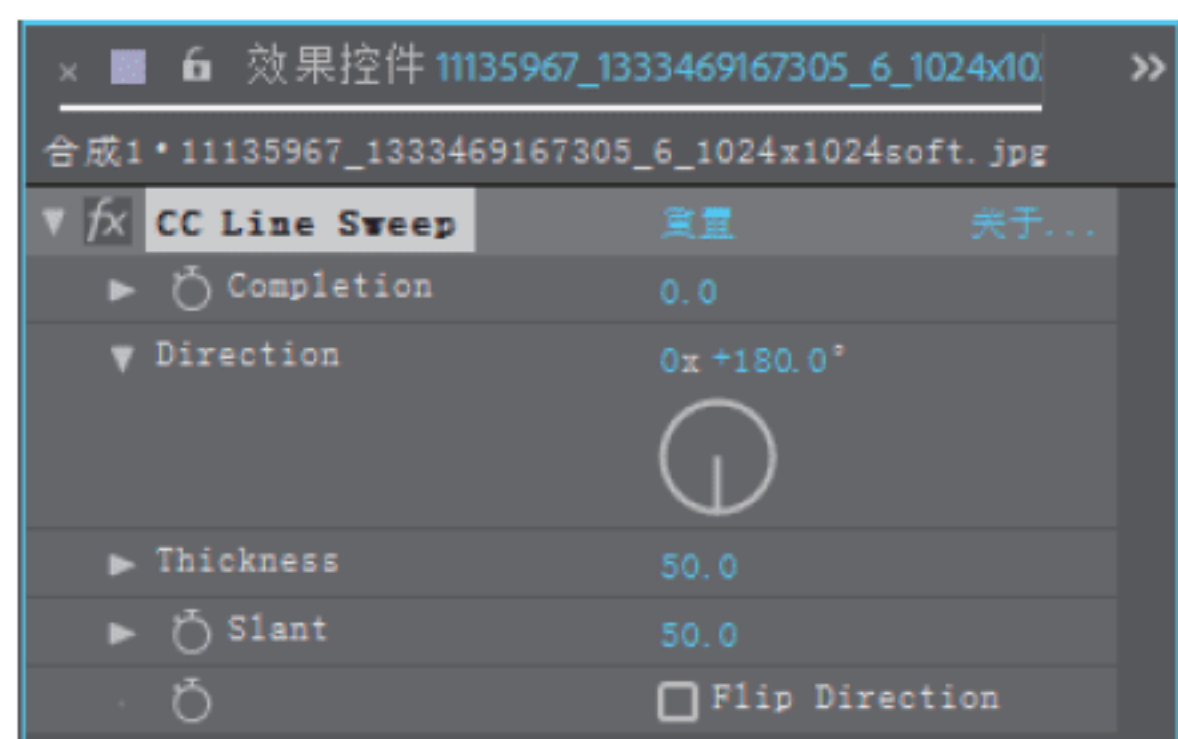 × 效果控件 11135967_1333469167305_6_1024x10 »
合成1 • 11135967_1333469167305_6_1024x1024soft.jpg
fx CC Line Sweep 重置 关于...
Completion 0.0
Direction 0x +180.0°
Thickness 50.0
Slant 50.0
Flip Direction